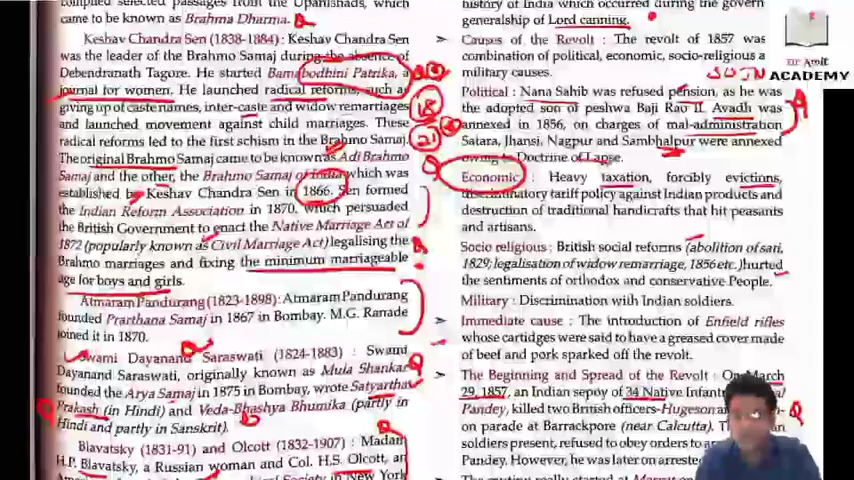 compiled selected passages from the Upanishads, which
came to be known as Brahma Dharma.
Keshav Chandra Sen (1838-1884) : Keshav Chandra Sen
was the leader of the Brahmo Samaj during the absence of
Debendranath Tagore. He started Bamabodhini Patrika, a
journal for women. He launched radical reforms, such as
giving up of caste names, inter-caste and widow remarriages
and launched movement against child marriages. These
radical reforms led to the first schism in the Brahmo Samaj.
The original Brahmo Samaj came to be known as Adi Brahmo
Samaj and the other, the Brahmo Samaj of India which was
established by Keshav Chandra Sen in 1866. Sen formed
the Indian Reform Association in 1870, which persuaded
the British Government to enact the Native Marriage Act of
1872 (popularly known as Civil Marriage Act) legalising the
Brahmo marriages and fixing the minimum marriageable
age for boys and girls.
Atmaram Pandurang (1823-1898) : Atmaram Pandurang
founded Prarthana Samaj in 1867 in Bombay. M.G. Ranade
joined it in 1870.
Swami Dayanand Saraswati (1824-1883) : Swami
Dayanand Saraswati, originally known as Mula Shankar
founded the Arya Samaj in 1875 in Bombay, wrote Satyartha
Prakash (in Hindi) and Veda-Bhashya Bhumika (partly in
Hindi and partly in Sanskrit).
Blavatsky (1831-91) and Olcott (1832-1907) : Madam
H.P. Blavatsky, a Russian woman and Col. H.S. Olcott, an
Society in New York
18
21
history of India which occurred during the govern
generalship of Lord canning.
Causes of the Revolt : The revolt of 1857 was
combination of political, economic, socio-religious a
military causes.
Political : Nana Sahib was refused pension, as he was
the adopted son of peshwa Baji Rao II. Avadh was
annexed in 1856, on charges of mal-administration
Satara, Jhansi, Nagpur and Sambhalpur were annexed
owing to Doctrine of Lapse.
Economic : Heavy taxation, forcibly evictions,
discriminatory tariff policy against Indian products and
destruction of traditional handicrafts that hit peasants
and artisans.
Socio religious : British social reforms (abolition of sati,
1829; legalisation of widow remarriage, 1856 etc.) hurted
the sentiments of orthodox and conservative People.
Military : Discrimination with Indian soldiers.
Immediate cause : The introduction of Enfield rifles
whose cartidges were said to have a greased cover made
of beef and pork sparked off the revolt.
The Beginning and Spread of the Revolt : On March
29, 1857, an Indian sepoy of 34 Native Infant
Pandey, killed two British officers-Hugeson
on parade at Barrackpore (near Calcutta).
soldiers present, refused to obey orders to
Pandey. However, he was later on arreste
Dr Amit
JOIN
ACADEMY